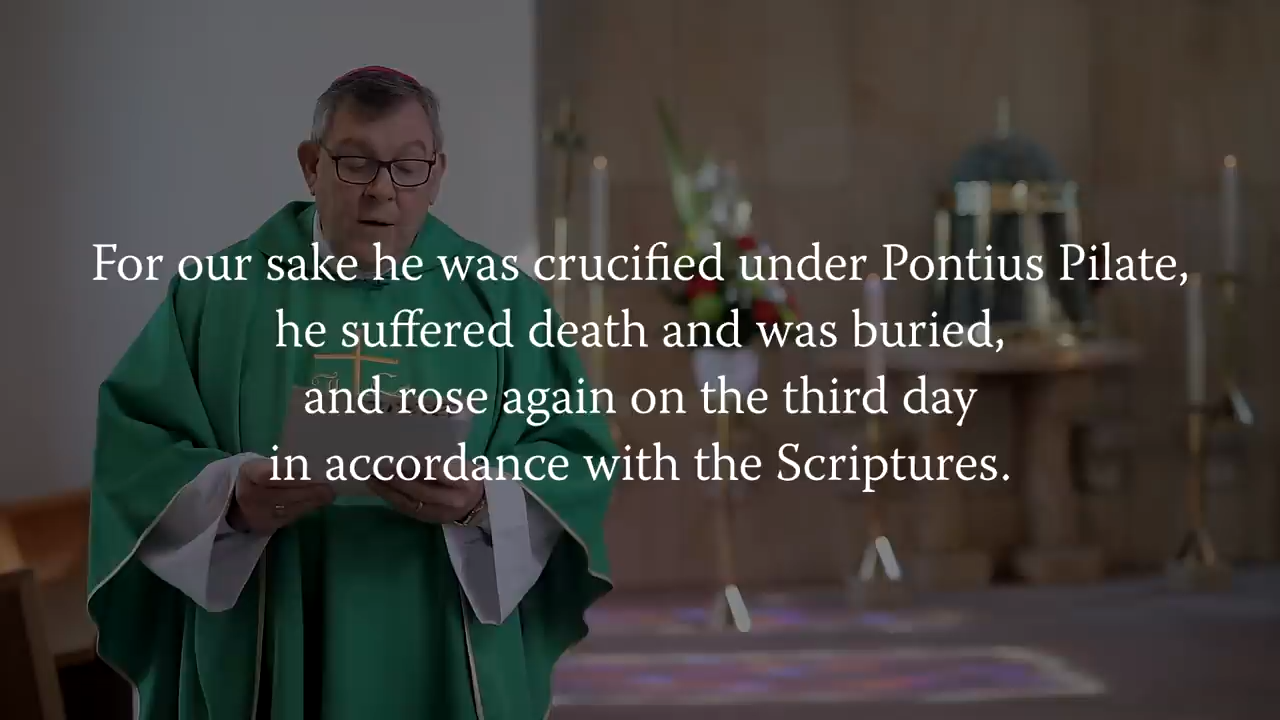 For our sake he was crucified under Pontius Pilate,
he suffered death and was buried,
and rose again on the third day
in accordance with the Scriptures.